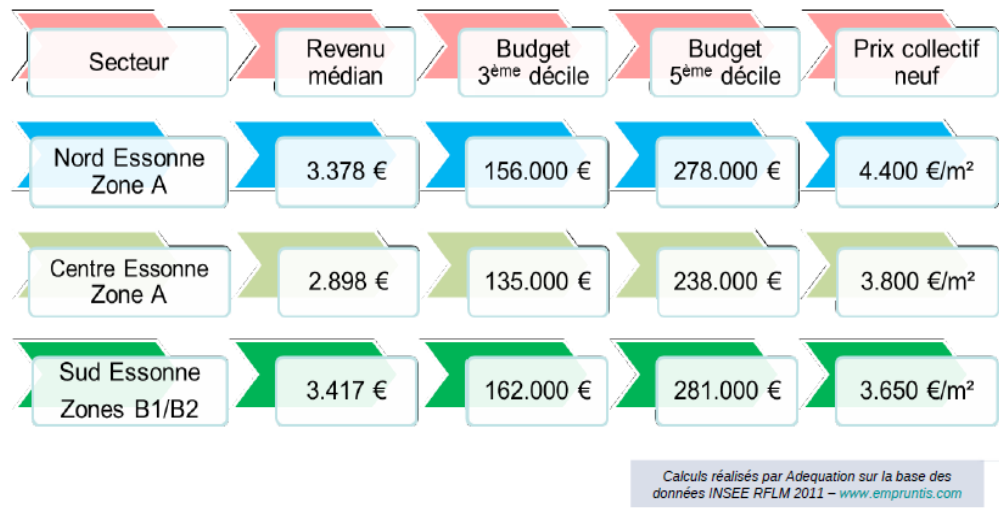 Secteur
Revenu
médian
Budget
3ème décile
Budget
5ème décile
Prix collectif
neuf
Nord Essonne
Zone A
3.378 €
156.000 €
278.000 €
4.400 €/m²
Centre Essonne
Zone A
2.898 €
135.000 €
238.000 €
3.800 €/m²
Sud Essonne
Zones B1/B2
3.417 €
162.000 €
281.000 €
3.650 €/m²
Calculs réalisés par Adequation sur la base des
données INSEE RFLM 2011 – www.empruntis.com